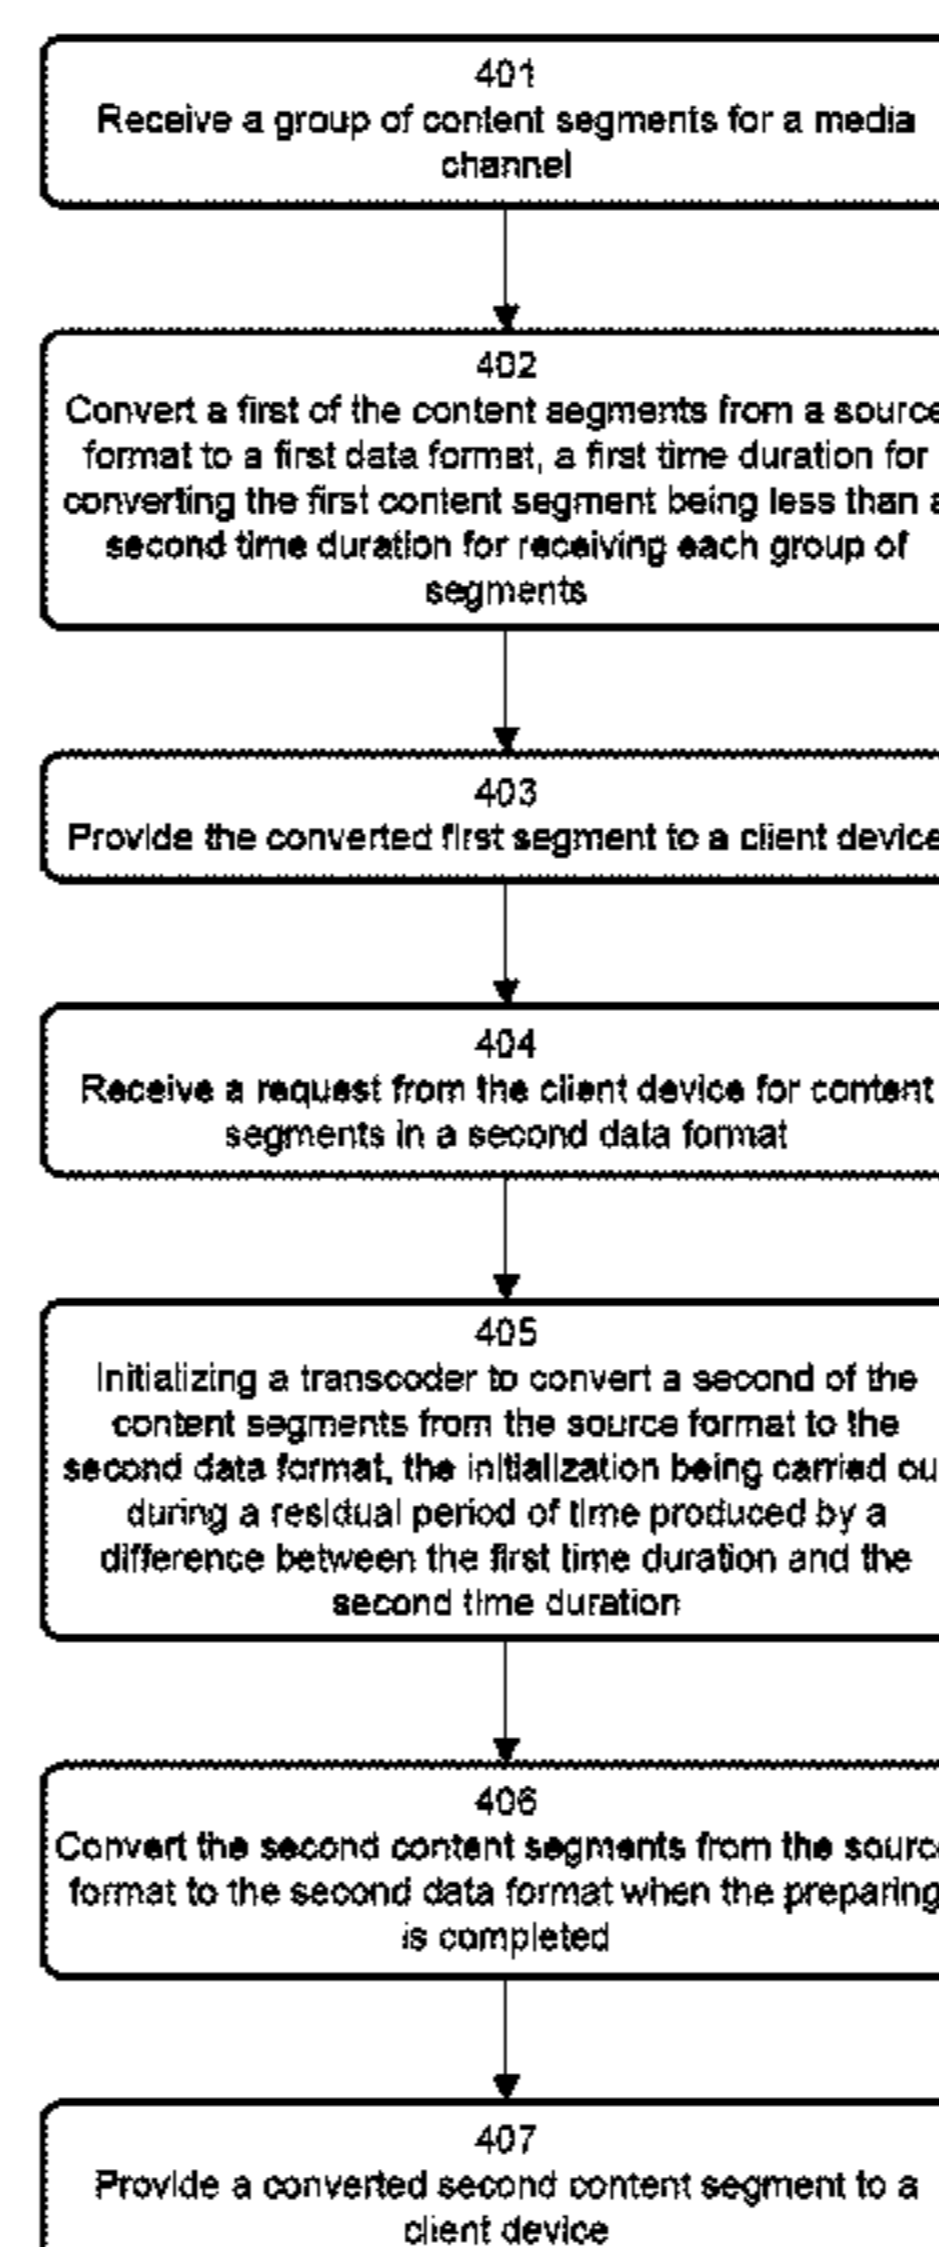 401
Receive a group of content segments for a media
channel
402
Convert a first of the content segments from a source
format to a first data format, a first time duration for
converting the first content segment being less than a
second time duration for receiving each group of
segments
403
Provide the converted first segment to a client device
404
Receive a request from the client device for content
segments in a second data format
405
Initializing a transcoder to convert a second of the
content segments from the source format to the
second data format, the initialization being carried ou
during a residual period of time produced by a
difference between the first time duration and the
second time duration
406
Convert the second content segments from the source
format to the second data format when the preparing
is completed
407
Provide a converted second content segment to a
client device